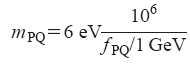 m_PQ = 6 eV 10^6 / (f_PQ/1 GeV)